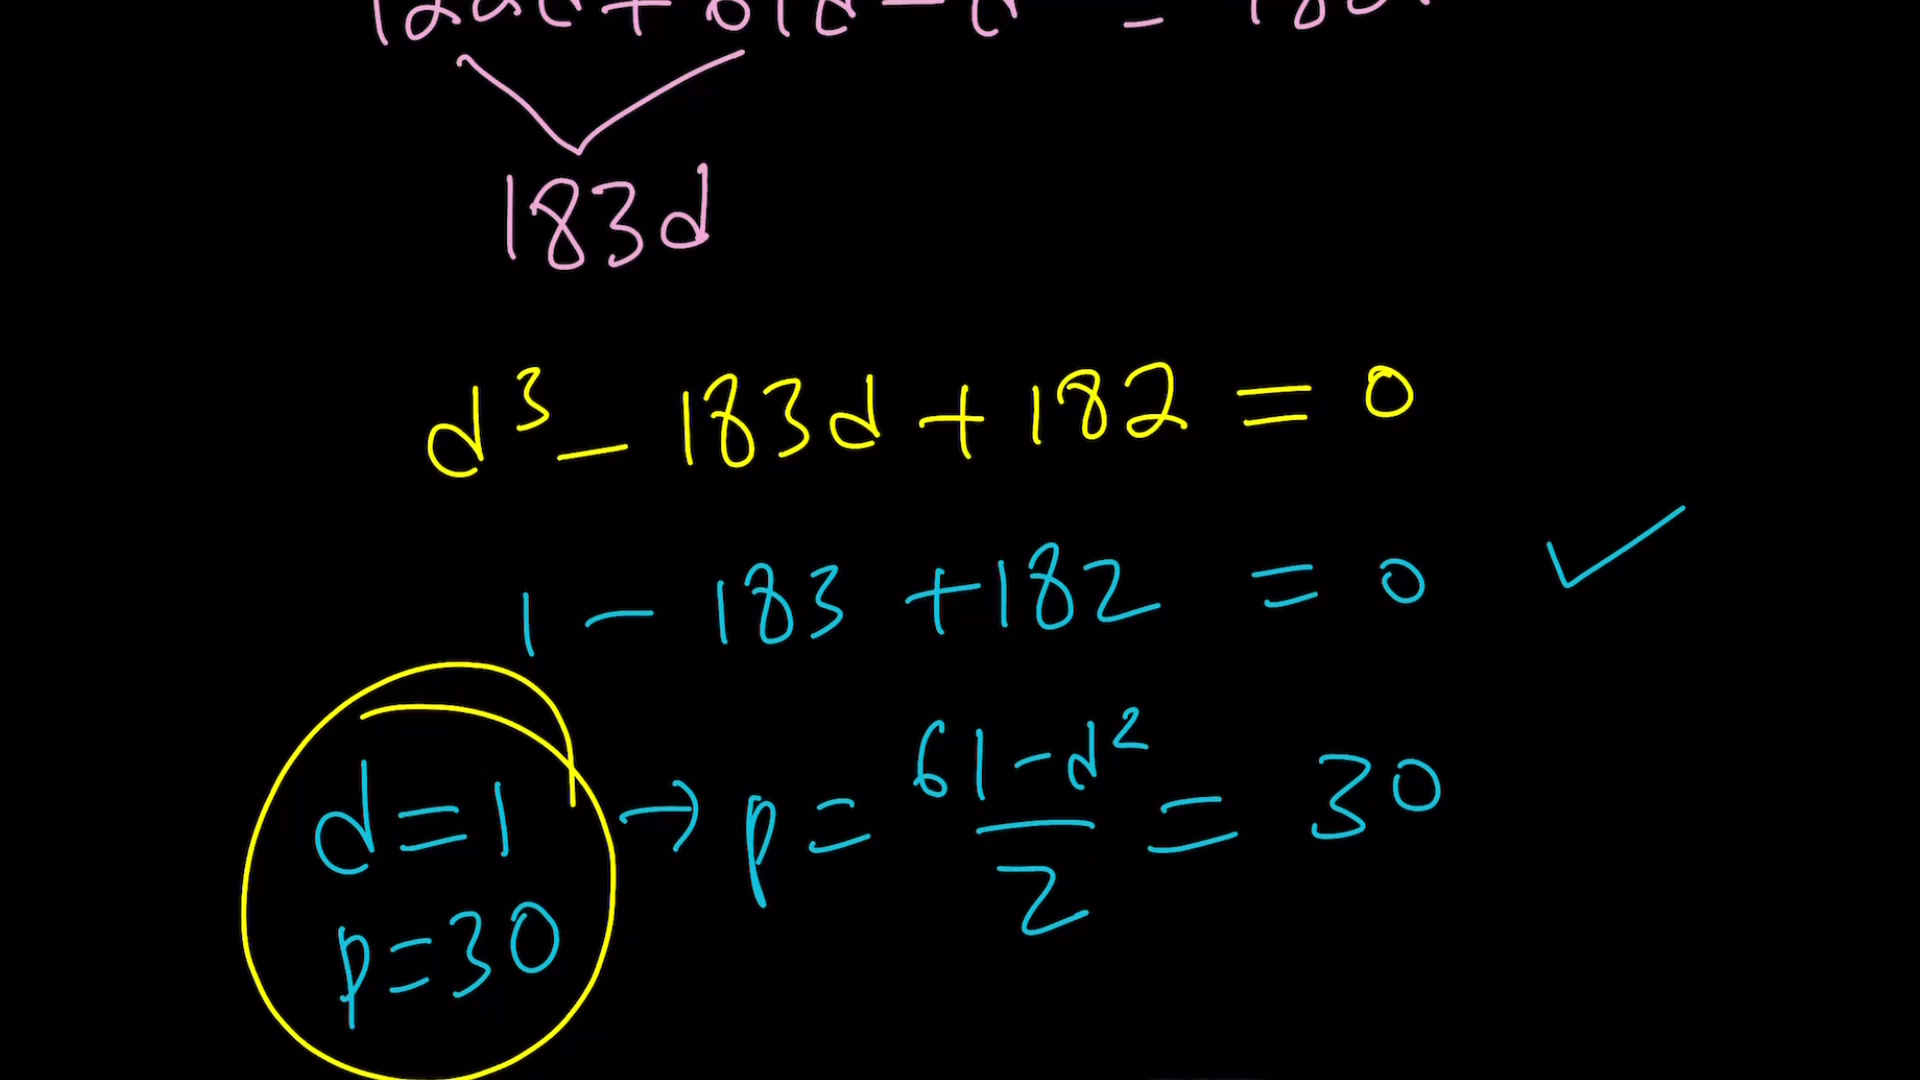 183d
d³ - 183d + 182 = 0
1 - 183 + 182 = 0 ✓
d = 1 → p = (61 - d²)/2 = 30
p = 30